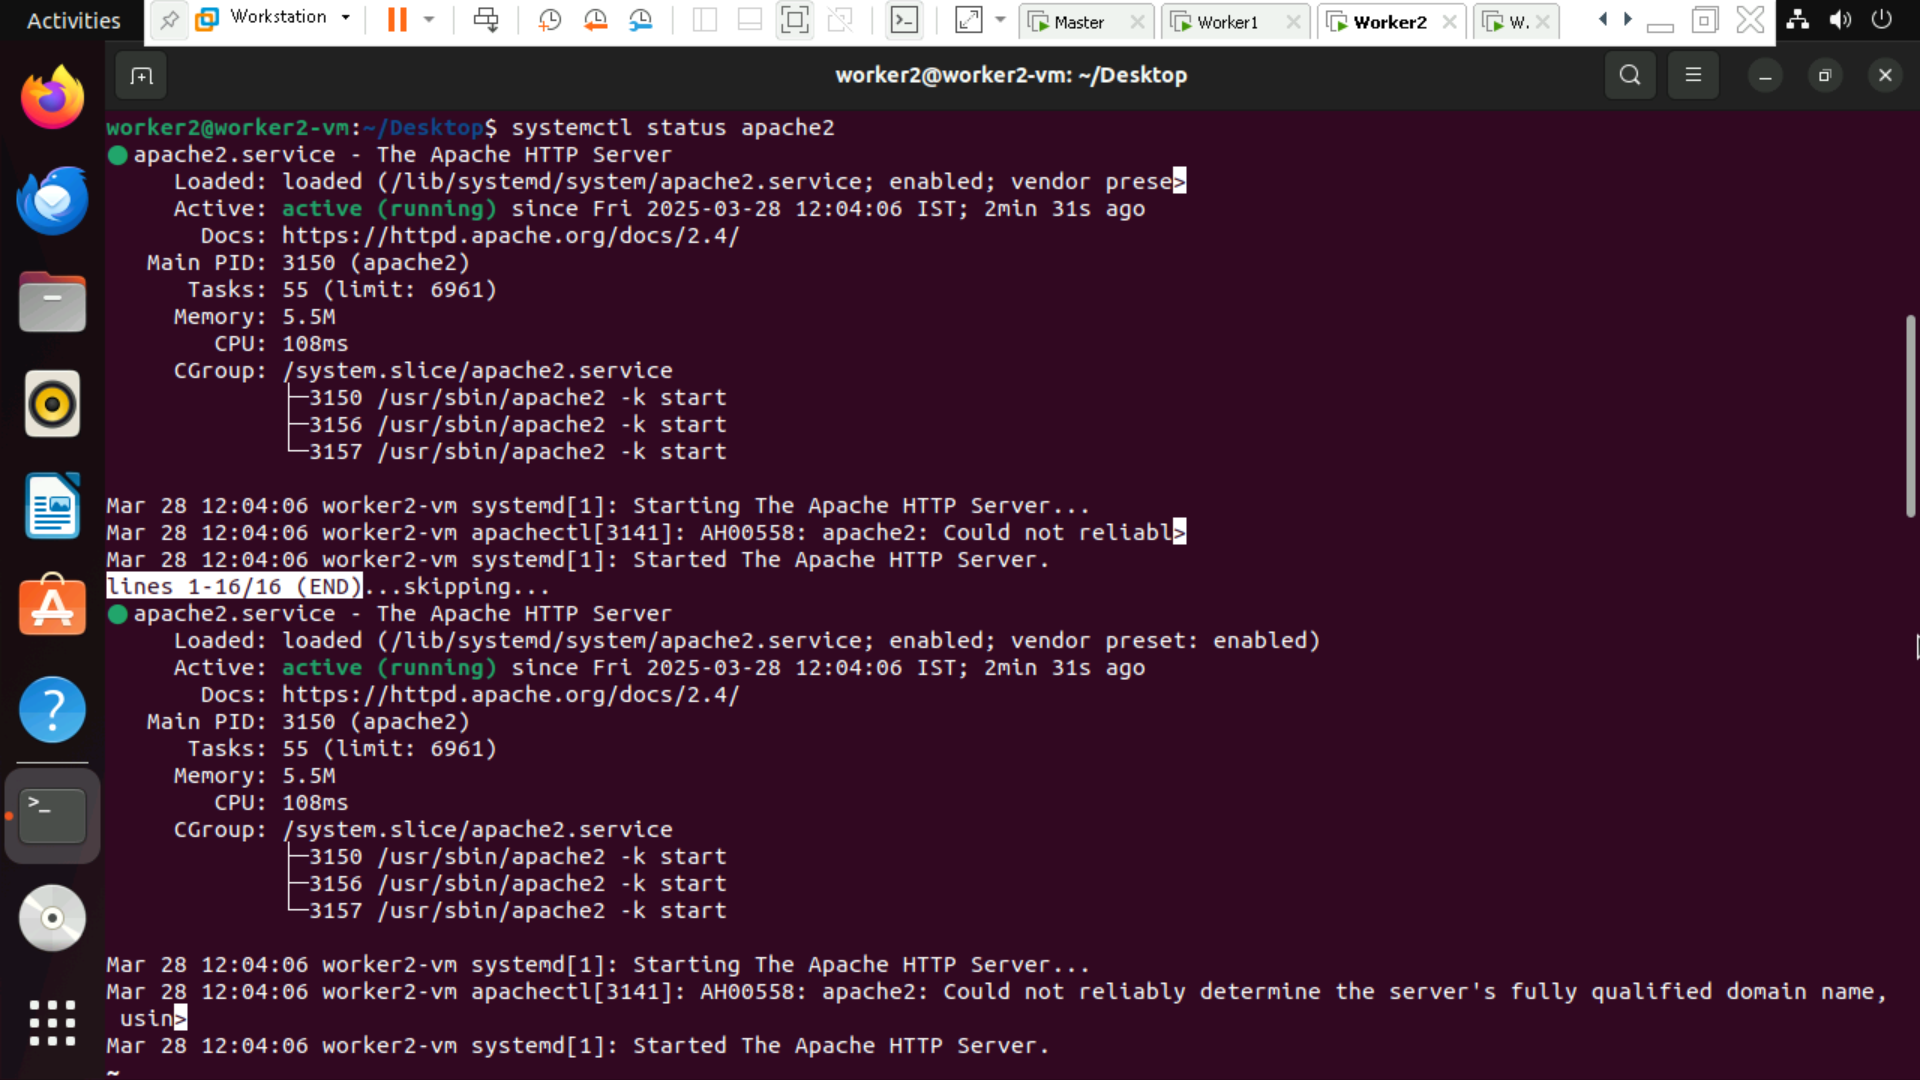 Activities
Workstation
Master
Worker1
Worker2
W.
worker2@worker2-vm: ~/Desktop
worker2@worker2-vm:~/Desktop$ systemctl status apache2
apache2.service - The Apache HTTP Server
Loaded: loaded (/lib/systemd/system/apache2.service; enabled; vendor prese>
Active: active (running) since Fri 2025-03-28 12:04:06 IST; 2min 31s ago
Docs: https://httpd.apache.org/docs/2.4/
Main PID: 3150 (apache2)
Tasks: 55 (limit: 6961)
Memory: 5.5M
CPU: 108ms
CGroup: /system.slice/apache2.service
├─3150 /usr/sbin/apache2 -k start
├─3156 /usr/sbin/apache2 -k start
└─3157 /usr/sbin/apache2 -k start
Mar 28 12:04:06 worker2-vm systemd[1]: Starting The Apache HTTP Server...
Mar 28 12:04:06 worker2-vm apachectl[3141]: AH00558: apache2: Could not reliabl>
Mar 28 12:04:06 worker2-vm systemd[1]: Started The Apache HTTP Server.
lines 1-16/16 (END)...skipping...
apache2.service - The Apache HTTP Server
Loaded: loaded (/lib/systemd/system/apache2.service; enabled; vendor preset: enabled)
Active: active (running) since Fri 2025-03-28 12:04:06 IST; 2min 31s ago
Docs: https://httpd.apache.org/docs/2.4/
Main PID: 3150 (apache2)
Tasks: 55 (limit: 6961)
Memory: 5.5M
CPU: 108ms
CGroup: /system.slice/apache2.service
├─3150 /usr/sbin/apache2 -k start
├─3156 /usr/sbin/apache2 -k start
└─3157 /usr/sbin/apache2 -k start
Mar 28 12:04:06 worker2-vm systemd[1]: Starting The Apache HTTP Server...
Mar 28 12:04:06 worker2-vm apachectl[3141]: AH00558: apache2: Could not reliably determine the server's fully qualified domain name,
usin>
Mar 28 12:04:06 worker2-vm systemd[1]: Started The Apache HTTP Server.
~